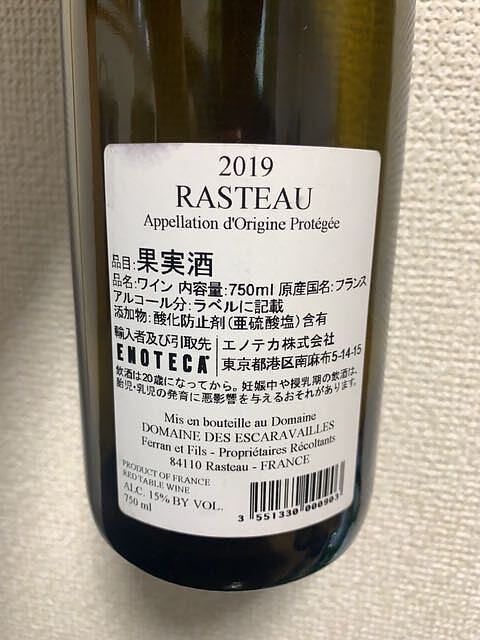 2019
RASTEAU
Appellation d'Origine Protégée
品目:果実酒
品名:ワイン 内容量:750ml 原産国名:フランス
アルコール分:ラベルに記載
添加物:酸化防止剤(亜硫酸塩)含有
輸入者及び引取先
ENOTECA
エノテカ株式会社
東京都港区南麻布5-14-15
飲酒は20歳になってから。妊娠中や授乳期の飲酒は、
胎児・乳児の発育に悪影響を与えるおそれがあります。
Mis en bouteille au Domaine
DOMAINE DES ESCARAVAILLES
Ferran et Fils - Propriétaires Récoltants
84110 Rasteau - FRANCE
PRODUCT OF FRANCE
RED TABLE WINE
ALC. 15% BY VOL.
750 ml
3 551330 000903